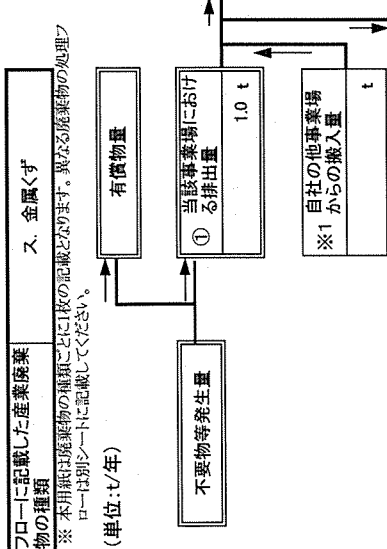 フローに記載した産業廃棄
物の種類
ス．金属くず
※ 本用紙は廃棄物の種類ごとに1枚の記載となります。異なる廃棄物の処理フ
ローは別シートに記載してください。
(単位:t/年)
有償物量
不要物等発生量
① 当該事業場におけ
る排出量
1.0 t
※1 自社の他事業場
からの搬入量
t